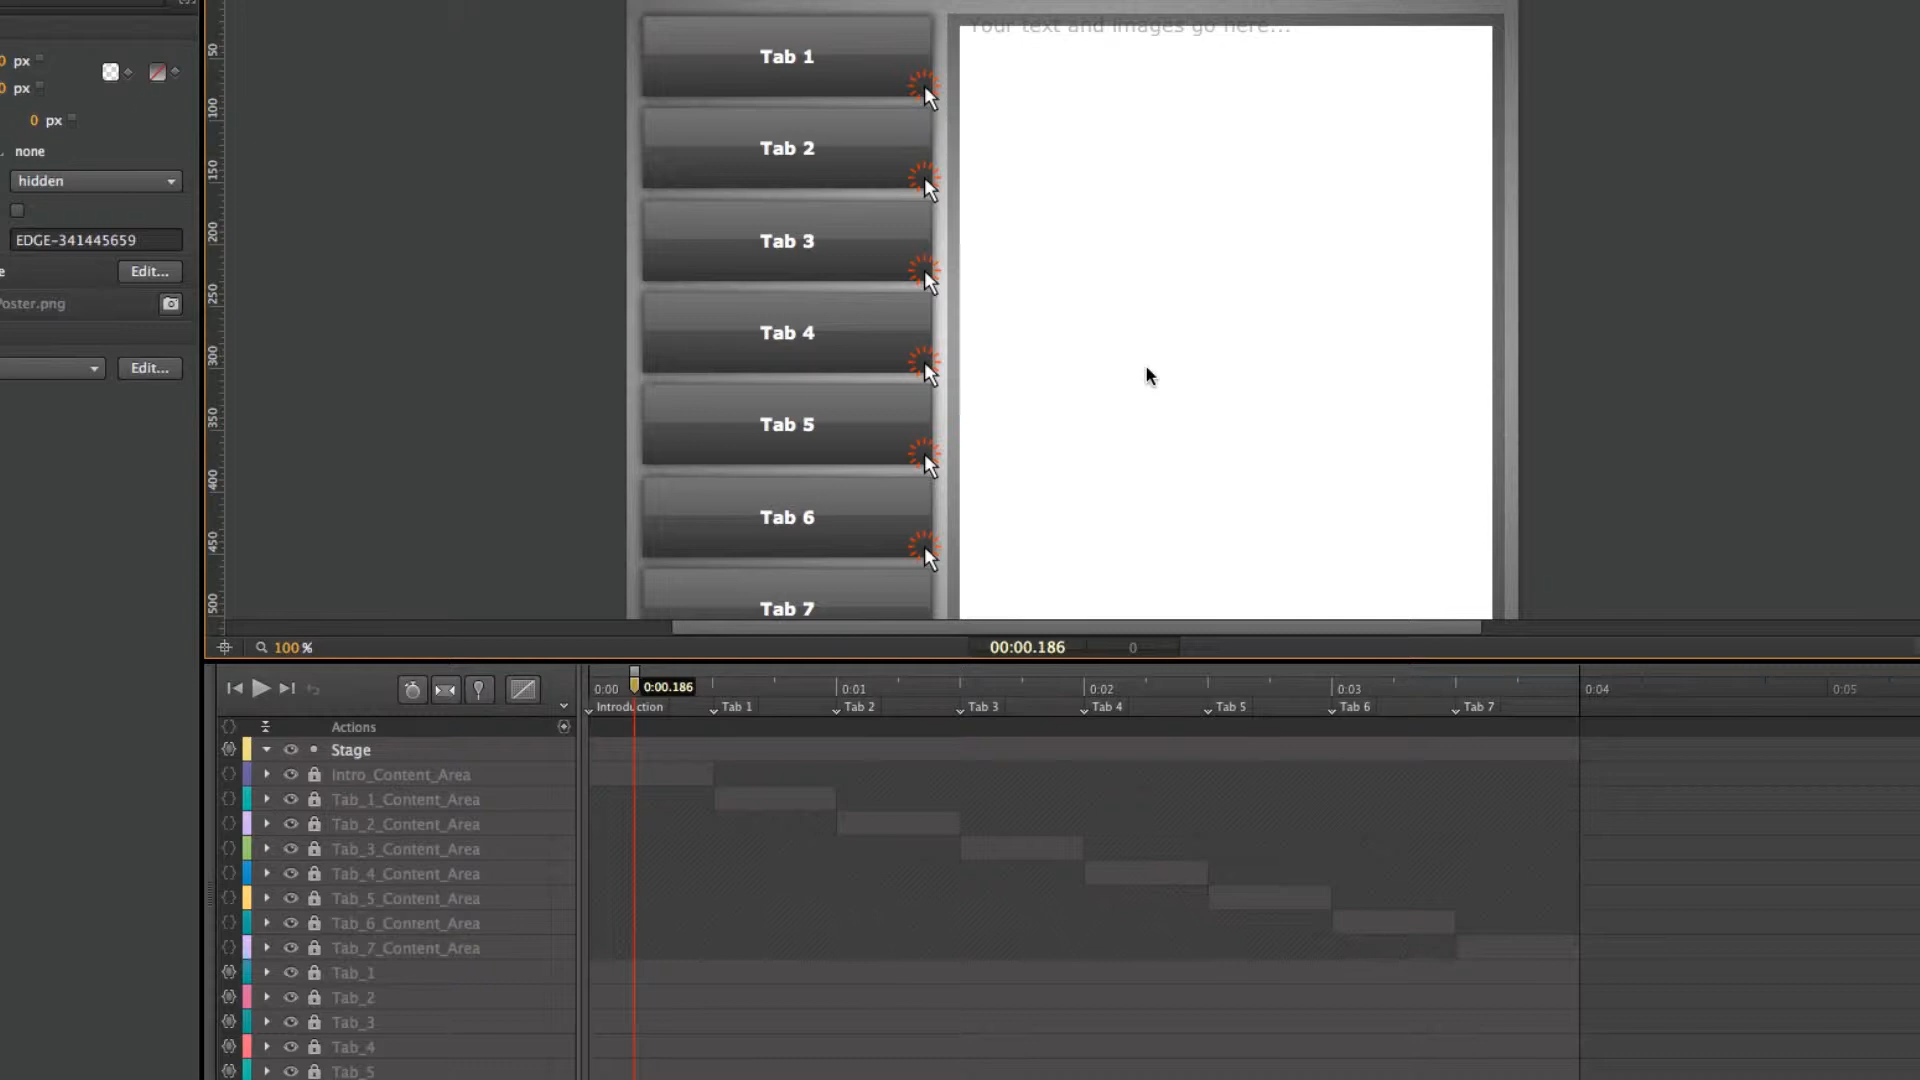 Your text and images go here...
50
Tab 1
px
px
100
0 px
Tab 2
none
150
hidden
200
EDGE-341445659
Tab 3
Edit...
250
Poster.png
300
Tab 4
Edit...
350
Tab 5
400
450
Tab 6
500
Tab 7
100%
00:00.186
0
0:00
0:00.186
0:01
0:02
0:03
0:04
0:05
Introduction
Tab 1
Tab 2
Tab 3
Tab 4
Tab 5
Tab 6
Tab 7
Actions
Stage
Intro_Content_Area
Tab_1_Content_Area
Tab_2_Content_Area
Tab_3_Content_Area
Tab_4_Content_Area
Tab_5_Content_Area
Tab_6_Content_Area
Tab_7_Content_Area
Tab_1
Tab_2
Tab_3
Tab_4
Tab_5